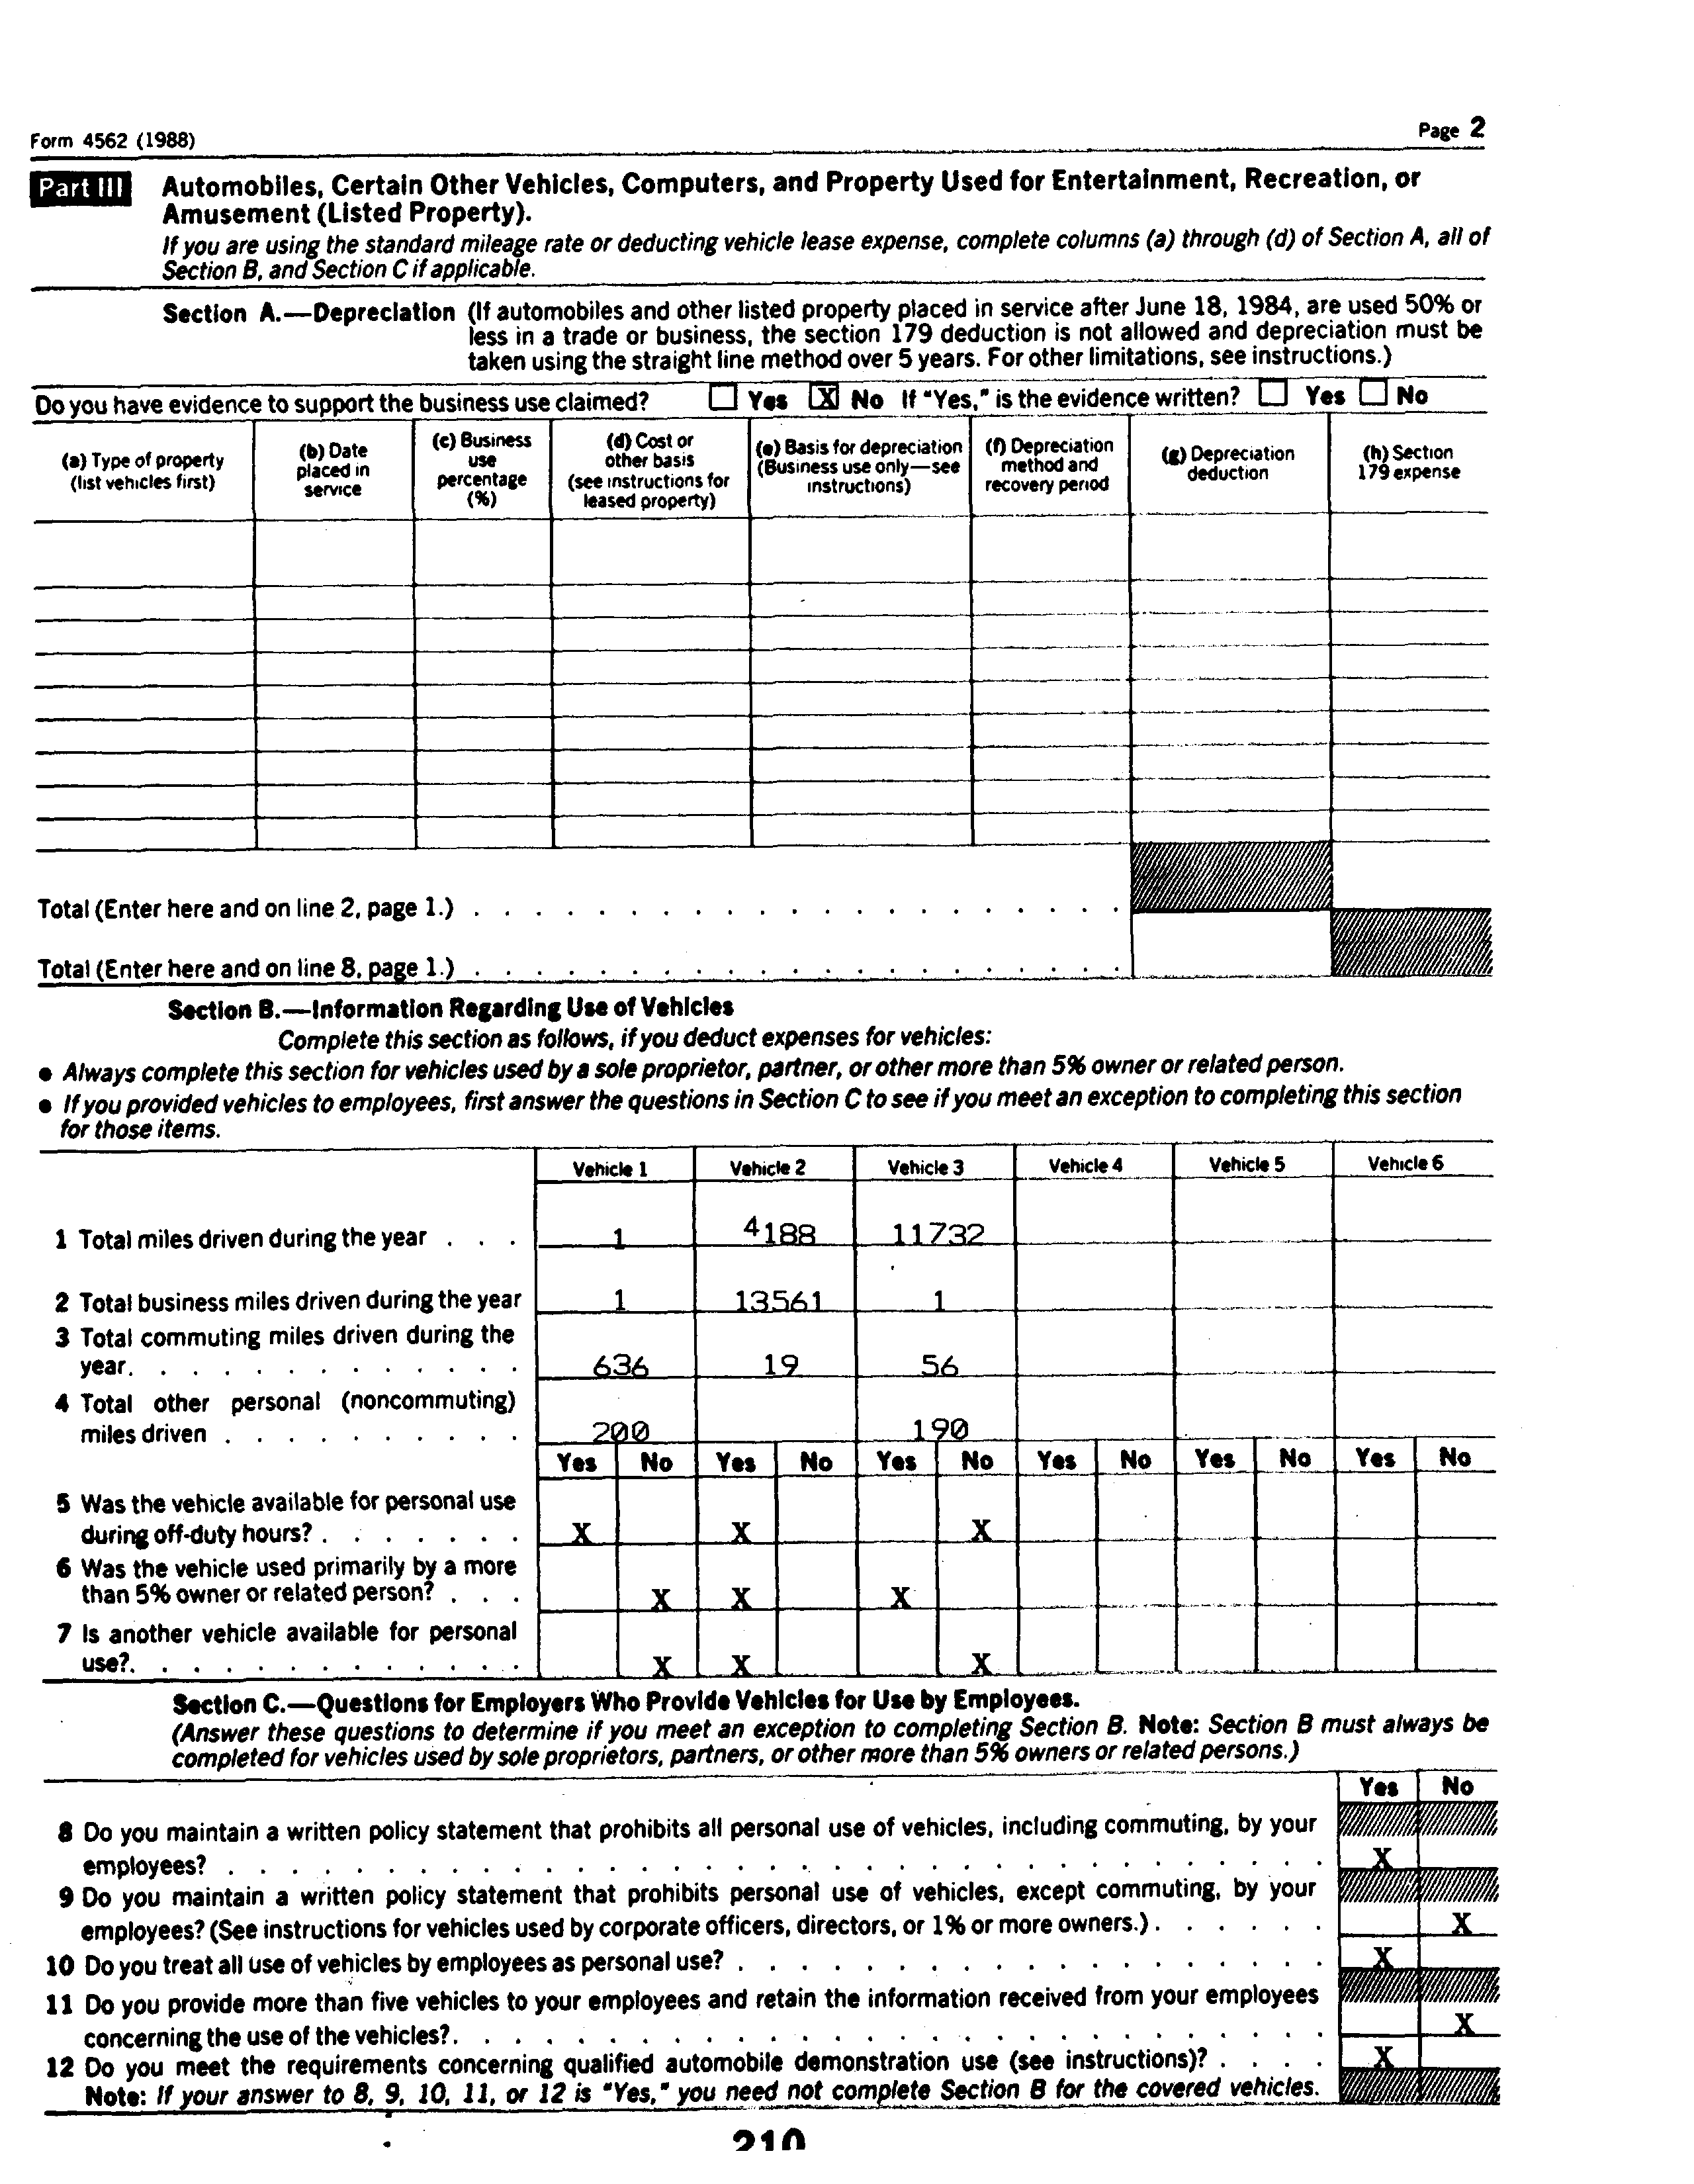 Form 4562 (1988)
Page 2
Part III
Automobiles, Certain Other Vehicles, Computers, and Property Used for Entertainment, Recreation, or
Amusement (Listed Property).
If you are using the standard mileage rate or deducting vehicle lease expense, complete columns (a) through (d) of Section A, all of
Section B, and Section C if applicable.
Section A.—Depreciation (If automobiles and other listed property placed in service after June 18, 1984, are used 50% or
less in a trade or business, the section 179 deduction is not allowed and depreciation must be
taken using the straight line method over 5 years. For other limitations, see instructions.)
Do you have evidence to support the business use claimed? Yes X No If "Yes," is the evidence written? Yes No
(a) Type of property
(list vehicles first)
(b) Date
placed in
service
(c) Business
use
percentage
(%)
(d) Cost or
other basis
(see instructions for
leased property)
(e) Basis for depreciation
(Business use only—see
instructions)
(f) Depreciation
method and
recovery period
(g) Depreciation
deduction
(h) Section
179 expense
Total (Enter here and on line 2, page 1.) . . . . . . . . . . . . . . . . . . . . .
Total (Enter here and on line 8, page 1.) . . . . . . . . . . . . . . . . . . . . .
Section B.—Information Regarding Use of Vehicles
Complete this section as follows, if you deduct expenses for vehicles:
● Always complete this section for vehicles used by a sole proprietor, partner, or other more than 5% owner or related person.
● If you provided vehicles to employees, first answer the questions in Section C to see if you meet an exception to completing this section
for those items.
Vehicle 1 Vehicle 2 Vehicle 3 Vehicle 4 Vehicle 5 Vehicle 6
1 Total miles driven during the year . . . 1 4188 11732
2 Total business miles driven during the year 1 13561 1
3 Total commuting miles driven during the
year. . . . . . . . . . . . . 636 19 56
4 Total other personal (noncommuting)
miles driven . . . . . . . . . . 200 190
Yes No Yes No Yes No Yes No Yes No Yes No
5 Was the vehicle available for personal use
during off-duty hours? . . . . . . . X X X
6 Was the vehicle used primarily by a more
than 5% owner or related person? . . . X X X
7 Is another vehicle available for personal
use?. . . . . . . . . . . . . X X X
Section C.—Questions for Employers Who Provide Vehicles for Use by Employees.
(Answer these questions to determine if you meet an exception to completing Section B. Note: Section B must always be
completed for vehicles used by sole proprietors, partners, or other more than 5% owners or related persons.)
Yes No
8 Do you maintain a written policy statement that prohibits all personal use of vehicles, including commuting, by your
employees? . . . . . . . . . . . . . . . . . . . . . . . . . . . X
9 Do you maintain a written policy statement that prohibits personal use of vehicles, except commuting, by your
employees? (See instructions for vehicles used by corporate officers, directors, or 1% or more owners.) . . . . . . X
10 Do you treat all use of vehicles by employees as personal use? . . . . . . . . . . . . . . . . X
11 Do you provide more than five vehicles to your employees and retain the information received from your employees
concerning the use of the vehicles?. . . . . . . . . . . . . . . . . . . . . . X
12 Do you meet the requirements concerning qualified automobile demonstration use (see instructions)? . . . . X
Note: If your answer to 8, 9, 10, 11, or 12 is "Yes," you need not complete Section B for the covered vehicles.
210